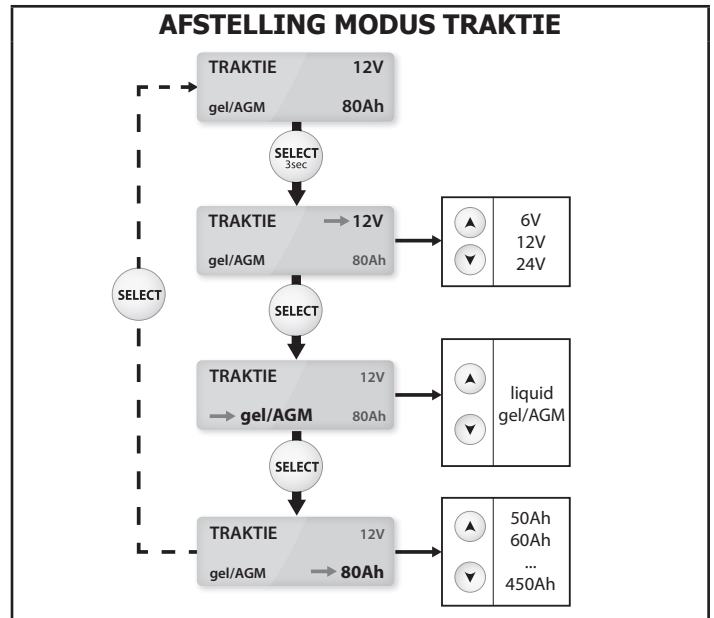 AFSTELLING MODUS TRAKTIE
TRAKTIE 12V
gel/AGM 80Ah
SELECT
3sec
TRAKTIE → 12V
gel/AGM 80Ah
6V
12V
24V
SELECT
SELECT
TRAKTIE 12V
→ gel/AGM 80Ah
liquid
gel/AGM
SELECT
TRAKTIE 12V
gel/AGM → 80Ah
50Ah
60Ah
...
450Ah